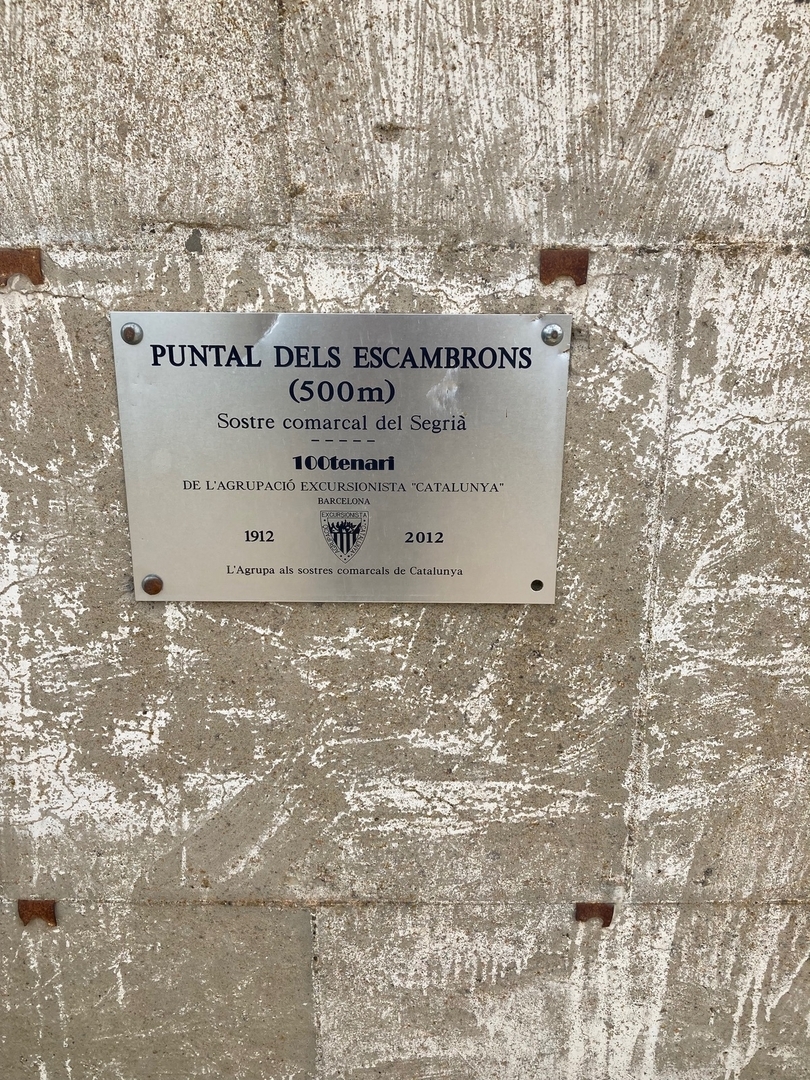 PUNTAL DELS ESCAMBRONS
(500m)
Sostre comarcal del Segrià
-----
100tenari
DE L'AGRUPACIÓ EXCURSIONISTA "CATALUNYA"
BARCELONA
EXCURSIONISTA
1912 2012
L'Agrupa als sostres comarcals de Catalunya